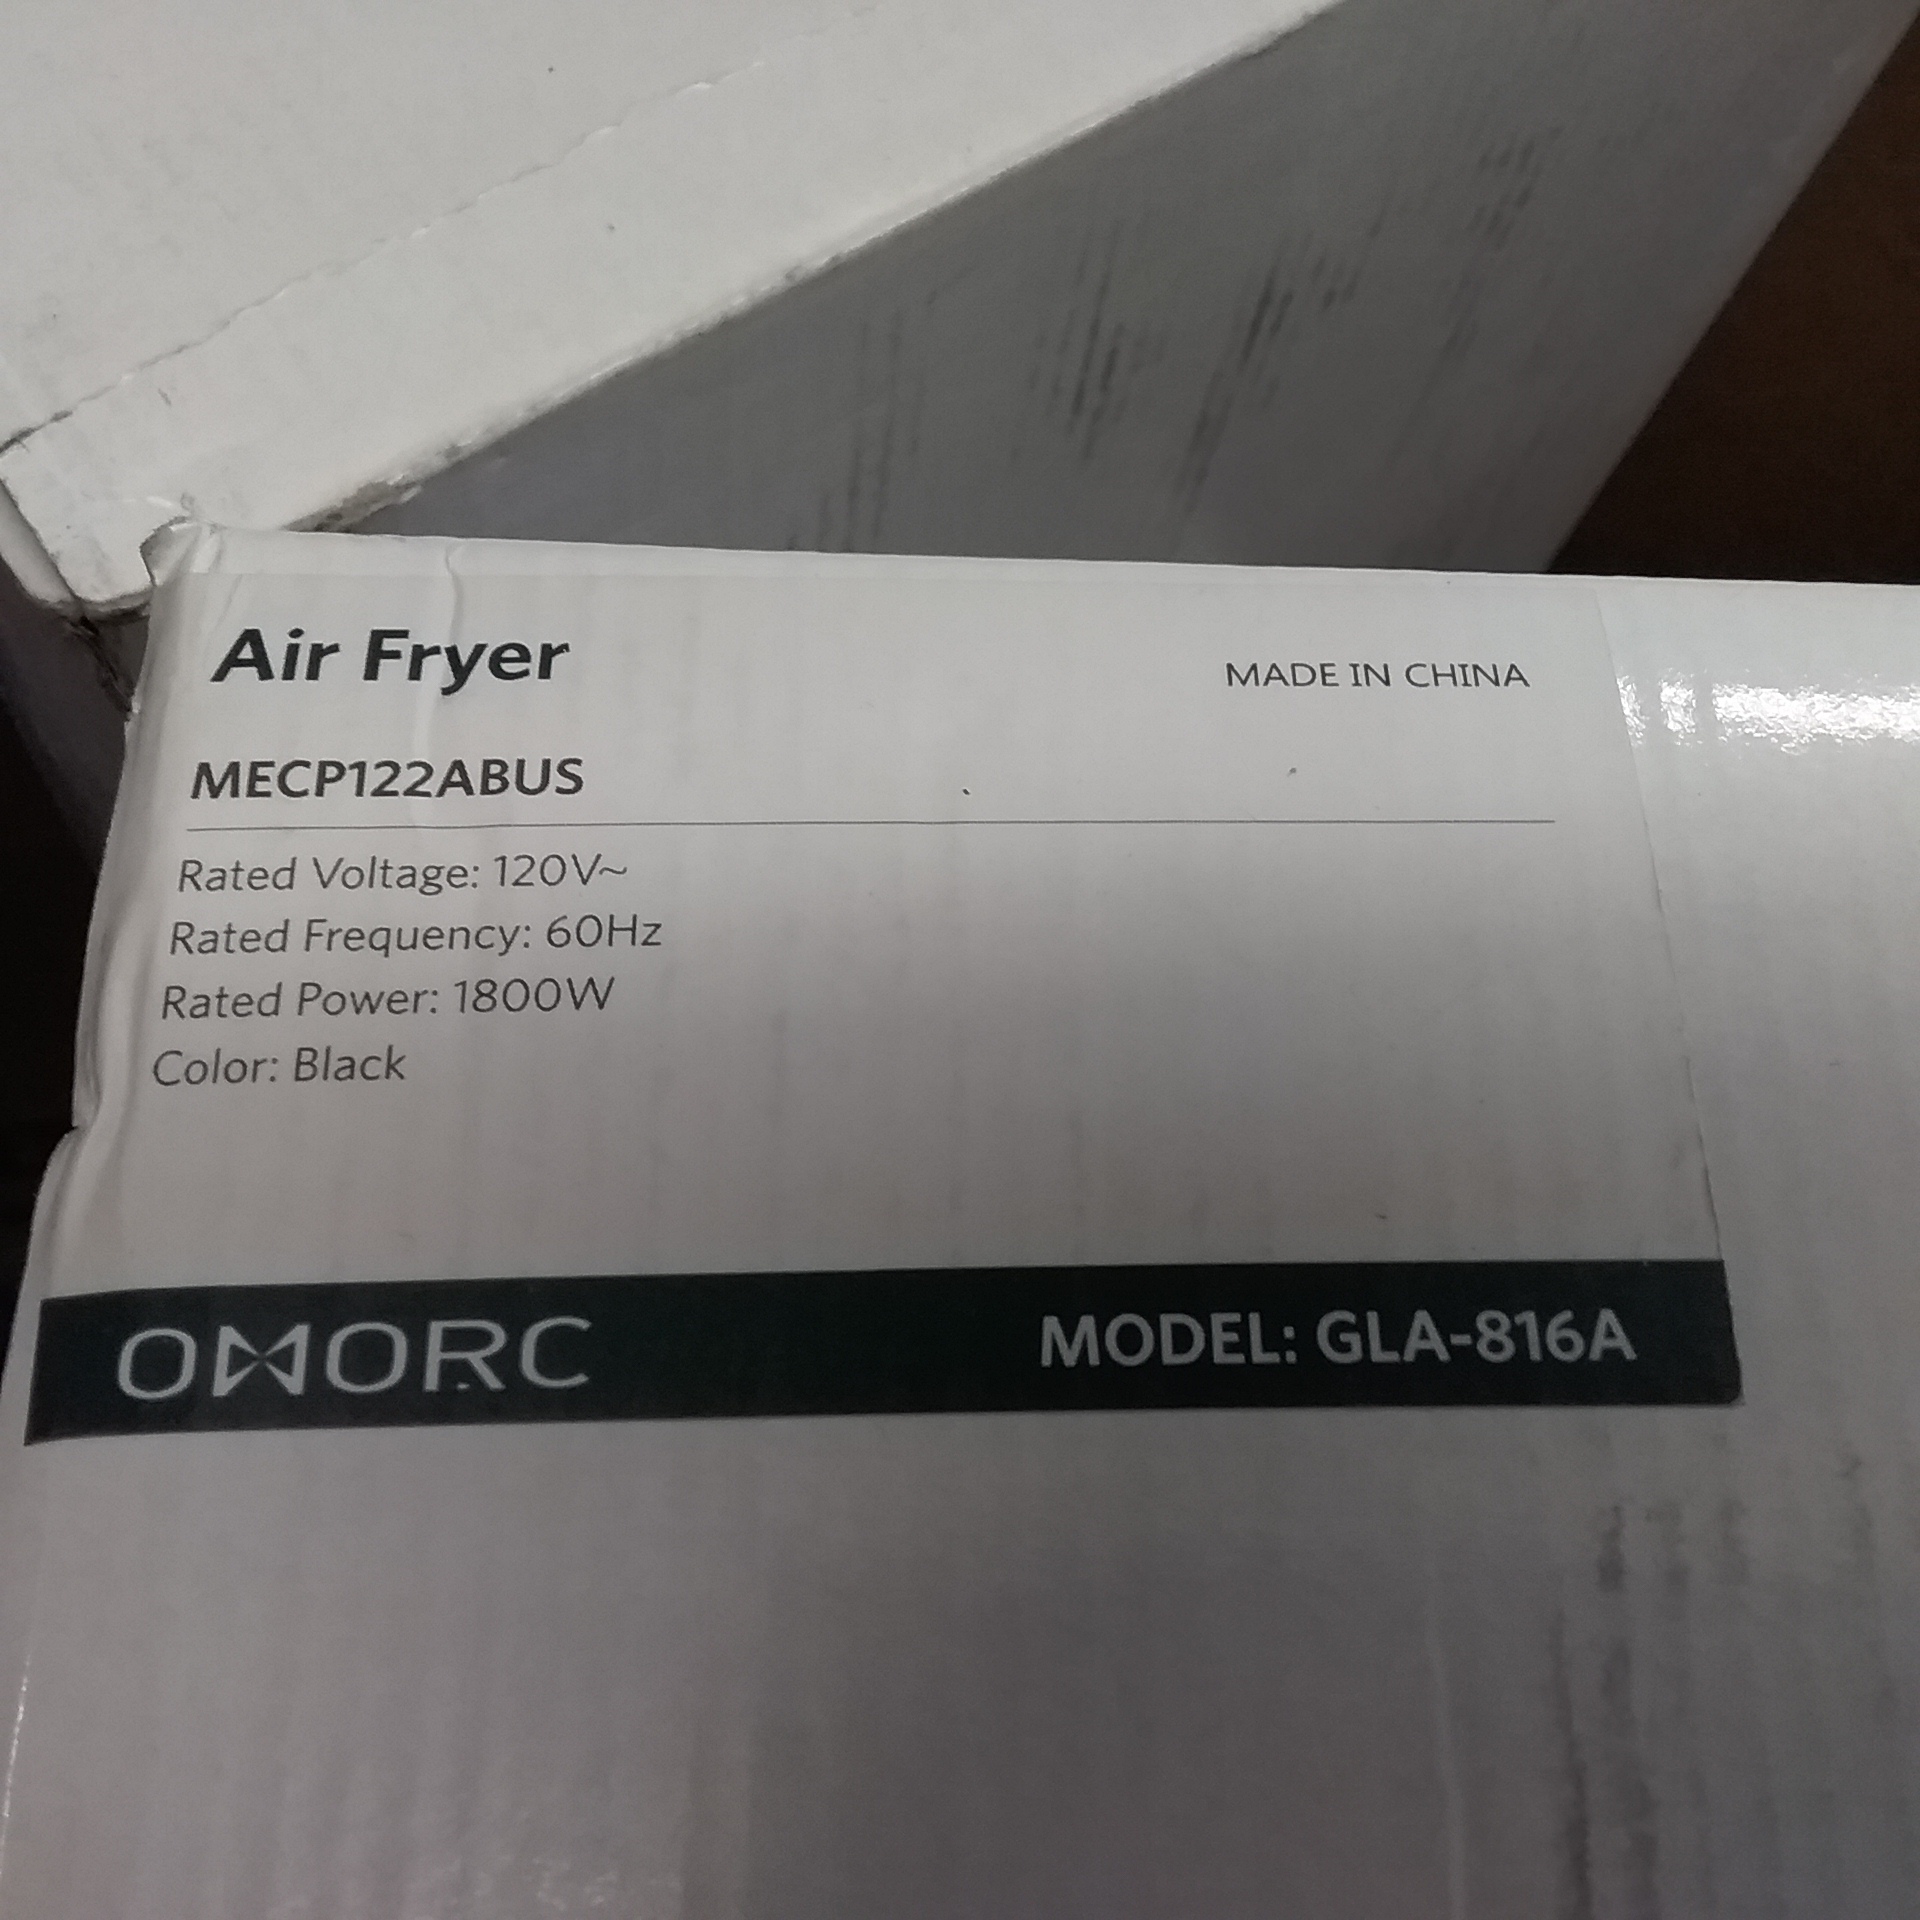 Air Fryer
MADE IN CHINA
MECP122ABUS
Rated Voltage: 120V~
Rated Frequency: 60Hz
Rated Power: 1800W
Color: Black
OMORC
MODEL: GLA-816A